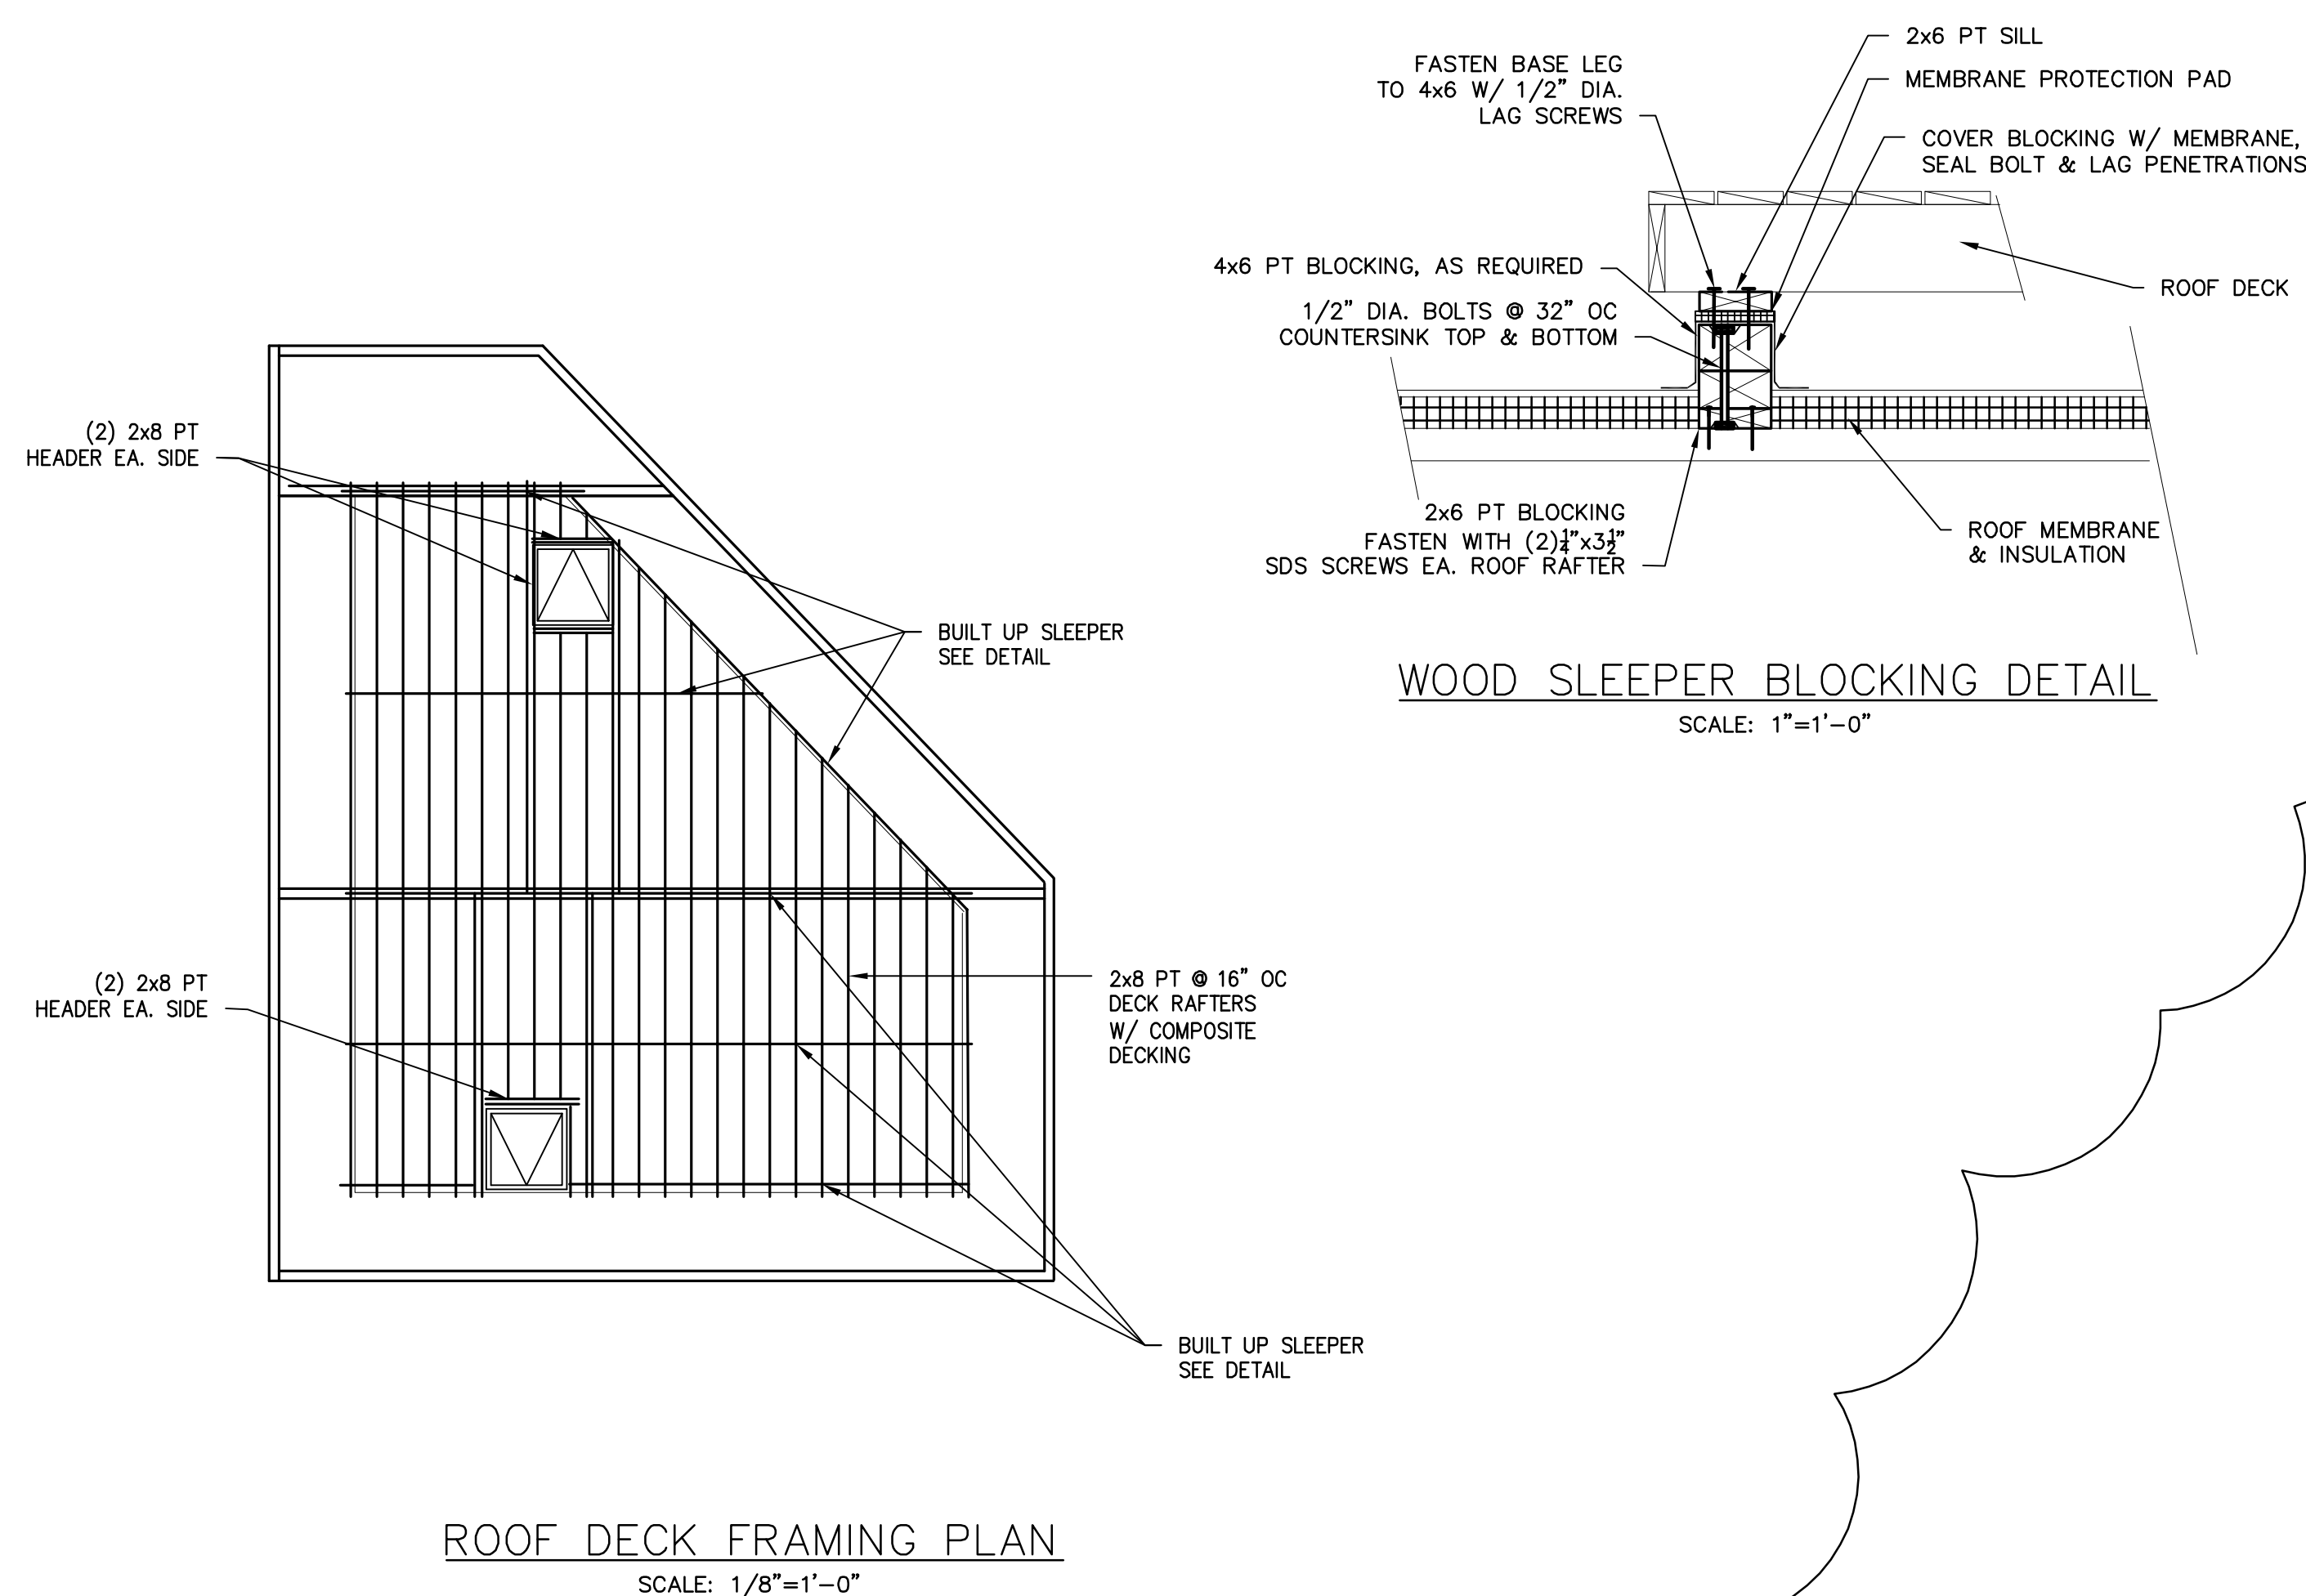 2x6 PT SILL
MEMBRANE PROTECTION PAD
COVER BLOCKING W/ MEMBRANE,
SEAL BOLT & LAG PENETRATIONS
FASTEN BASE LEG
TO 4x6 W/ 1/2" DIA.
LAG SCREWS
4x6 PT BLOCKING, AS REQUIRED
1/2" DIA. BOLTS @ 32" OC
COUNTERSINK TOP & BOTTOM
ROOF DECK
2x6 PT BLOCKING
FASTEN WITH (2)1/4"x3 1/2"
SDS SCREWS EA. ROOF RAFTER
ROOF MEMBRANE
& INSULATION
WOOD SLEEPER BLOCKING DETAIL
SCALE: 1"=1'-0"
(2) 2x8 PT
HEADER EA. SIDE
BUILT UP SLEEPER
SEE DETAIL
(2) 2x8 PT
HEADER EA. SIDE
2x8 PT @ 16" OC
DECK RAFTERS
W/ COMPOSITE
DECKING
BUILT UP SLEEPER
SEE DETAIL
ROOF DECK FRAMING PLAN
SCALE: 1/8"=1'-0"